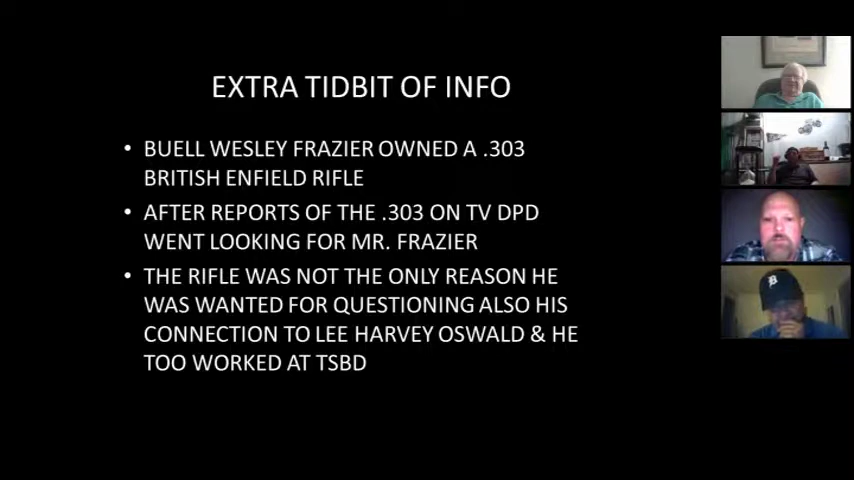 EXTRA TIDBIT OF INFO
• BUELL WESLEY FRAZIER OWNED A .303
BRITISH ENFIELD RIFLE
• AFTER REPORTS OF THE .303 ON TV DPD
WENT LOOKING FOR MR. FRAZIER
• THE RIFLE WAS NOT THE ONLY REASON HE
WAS WANTED FOR QUESTIONING ALSO HIS
CONNECTION TO LEE HARVEY OSWALD & HE
TOO WORKED AT TSBD